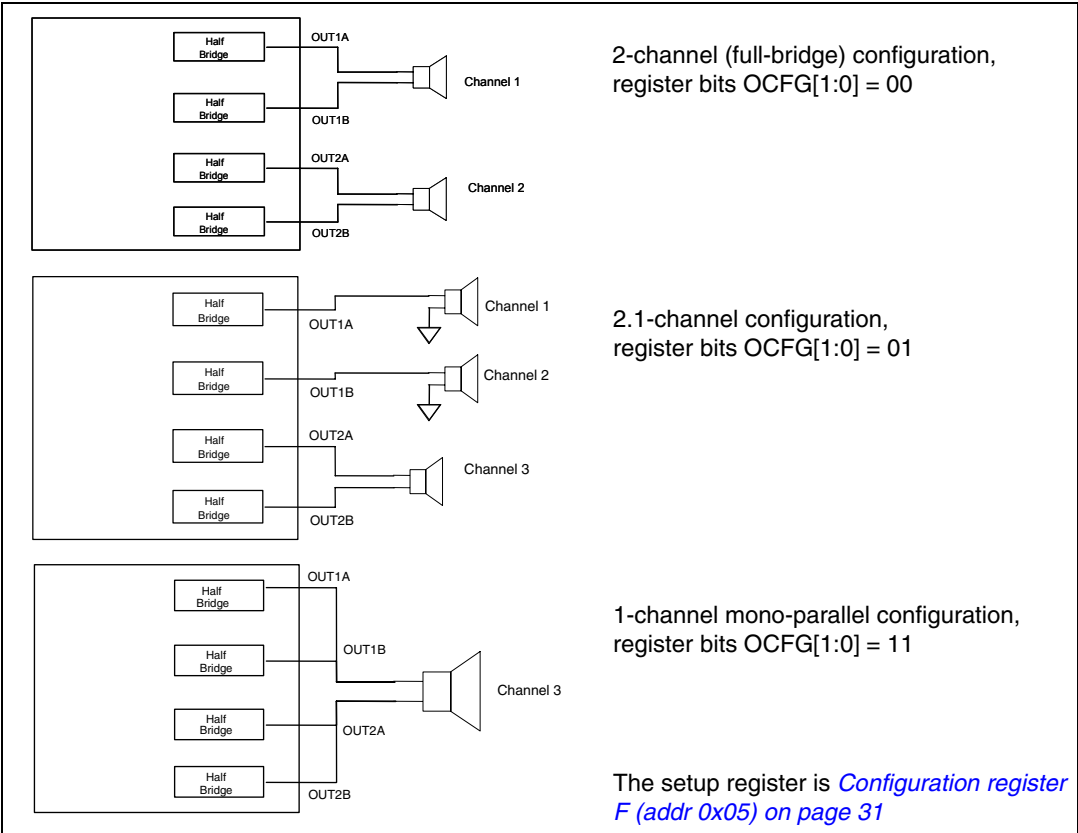 Half
Bridge
OUT1A
Channel 1
Half
Bridge
OUT1B
Half
Bridge
OUT2A
Channel 2
Half
Bridge
OUT2B
2-channel (full-bridge) configuration,
register bits OCFG[1:0] = 00
Half
Bridge
OUT1A
Channel 1
Half
Bridge
OUT1B
Channel 2
Half
Bridge
OUT2A
Channel 3
Half
Bridge
OUT2B
2.1-channel configuration,
register bits OCFG[1:0] = 01
Half
Bridge
OUT1A
Half
Bridge
OUT1B
Channel 3
Half
Bridge
OUT2A
Half
Bridge
OUT2B
1-channel mono-parallel configuration,
register bits OCFG[1:0] = 11
The setup register is Configuration register
F (addr 0x05) on page 31